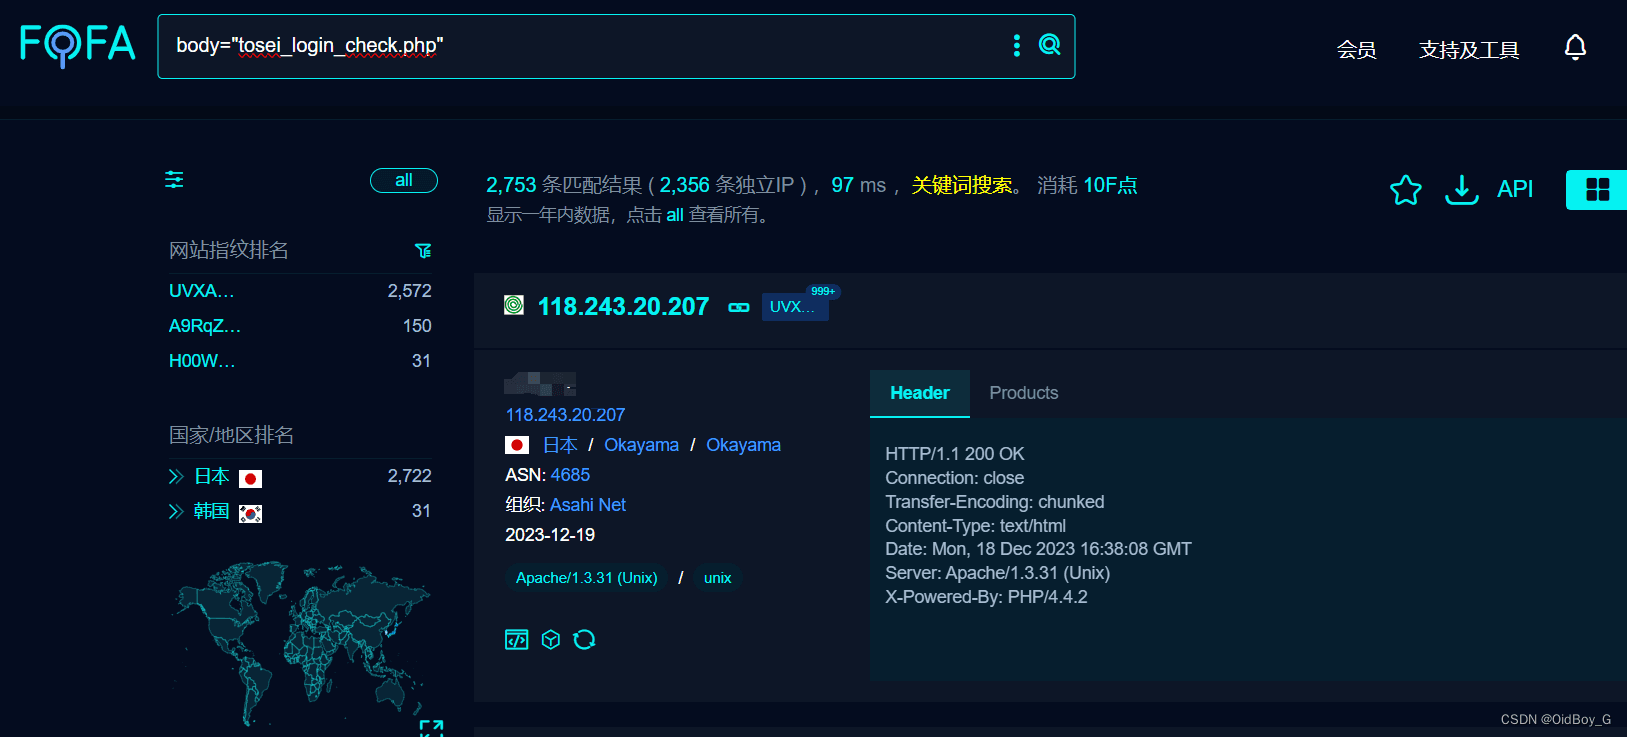 FOFA
body="tosei_login_check.php"
会员
支持及工具
all
2,753 条匹配结果 ( 2,356 条独立IP ) ， 97 ms ， 关键词搜索。 消耗 10F点
显示一年内数据，点击 all 查看所有。
API
网站指纹排名
UVXA… 2,572
A9RqZ… 150
H00W… 31
国家/地区排名
日本 2,722
韩国 31
118.243.20.207
UVX…
999+
118.243.20.207
日本 / Okayama / Okayama
ASN: 4685
组织: Asahi Net
2023-12-19
Apache/1.3.31 (Unix) / unix
Header
Products
HTTP/1.1 200 OK
Connection: close
Transfer-Encoding: chunked
Content-Type: text/html
Date: Mon, 18 Dec 2023 16:38:08 GMT
Server: Apache/1.3.31 (Unix)
X-Powered-By: PHP/4.4.2
CSDN @OidBoy_G